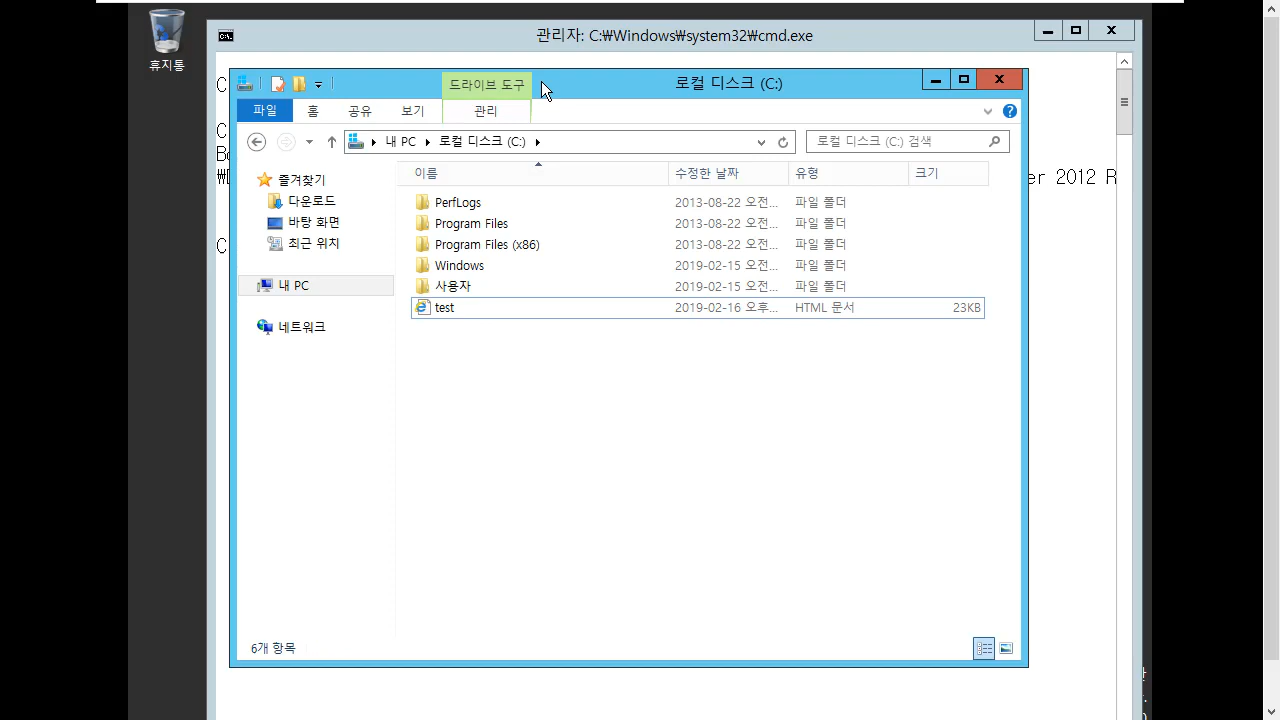 휴지통
관리자: C:₩Windows₩system32₩cmd.exe
드라이브 도구
로컬 디스크 (C:)
파일 홈 공유 보기 관리
내 PC 로컬 디스크 (C:)
로컬 디스크 (C:) 검색
er 2012 R
이름 수정한 날짜 유형 크기
즐겨찾기
다운로드
바탕 화면
최근 위치
내 PC
네트워크
PerfLogs 2013-08-22 오전... 파일 폴더
Program Files 2013-08-22 오전... 파일 폴더
Program Files (x86) 2013-08-22 오전... 파일 폴더
Windows 2019-02-15 오전... 파일 폴더
사용자 2019-02-15 오전... 파일 폴더
test 2019-02-16 오후... HTML 문서 23KB
6개 항목